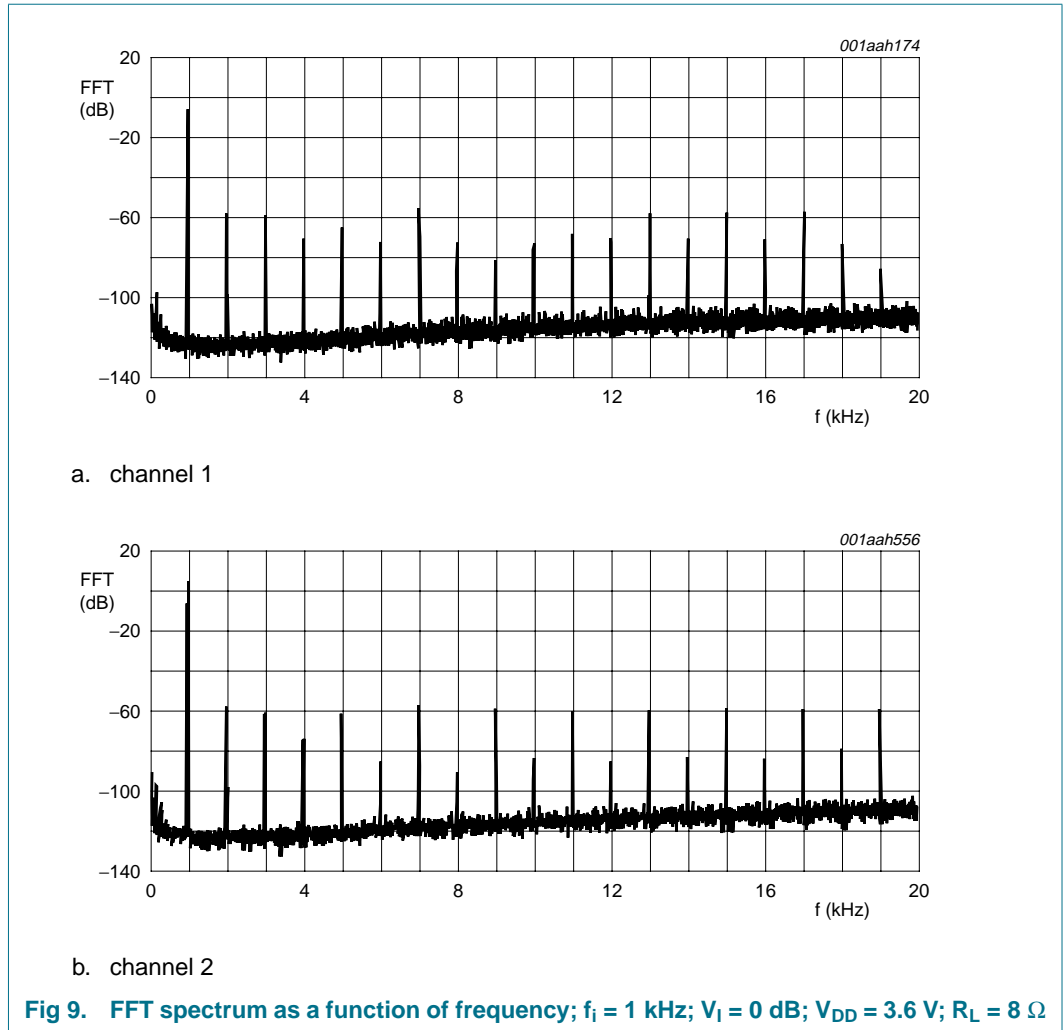 001aah174
20
FFT
(dB)
−20
−60
−100
−140
0 4 8 12 16 20
f (kHz)
a. channel 1
001aah556
20
FFT
(dB)
−20
−60
−100
−140
0 4 8 12 16 20
f (kHz)
b. channel 2
Fig 9. FFT spectrum as a function of frequency; fi = 1 kHz; VI = 0 dB; VDD = 3.6 V; RL = 8 Ω